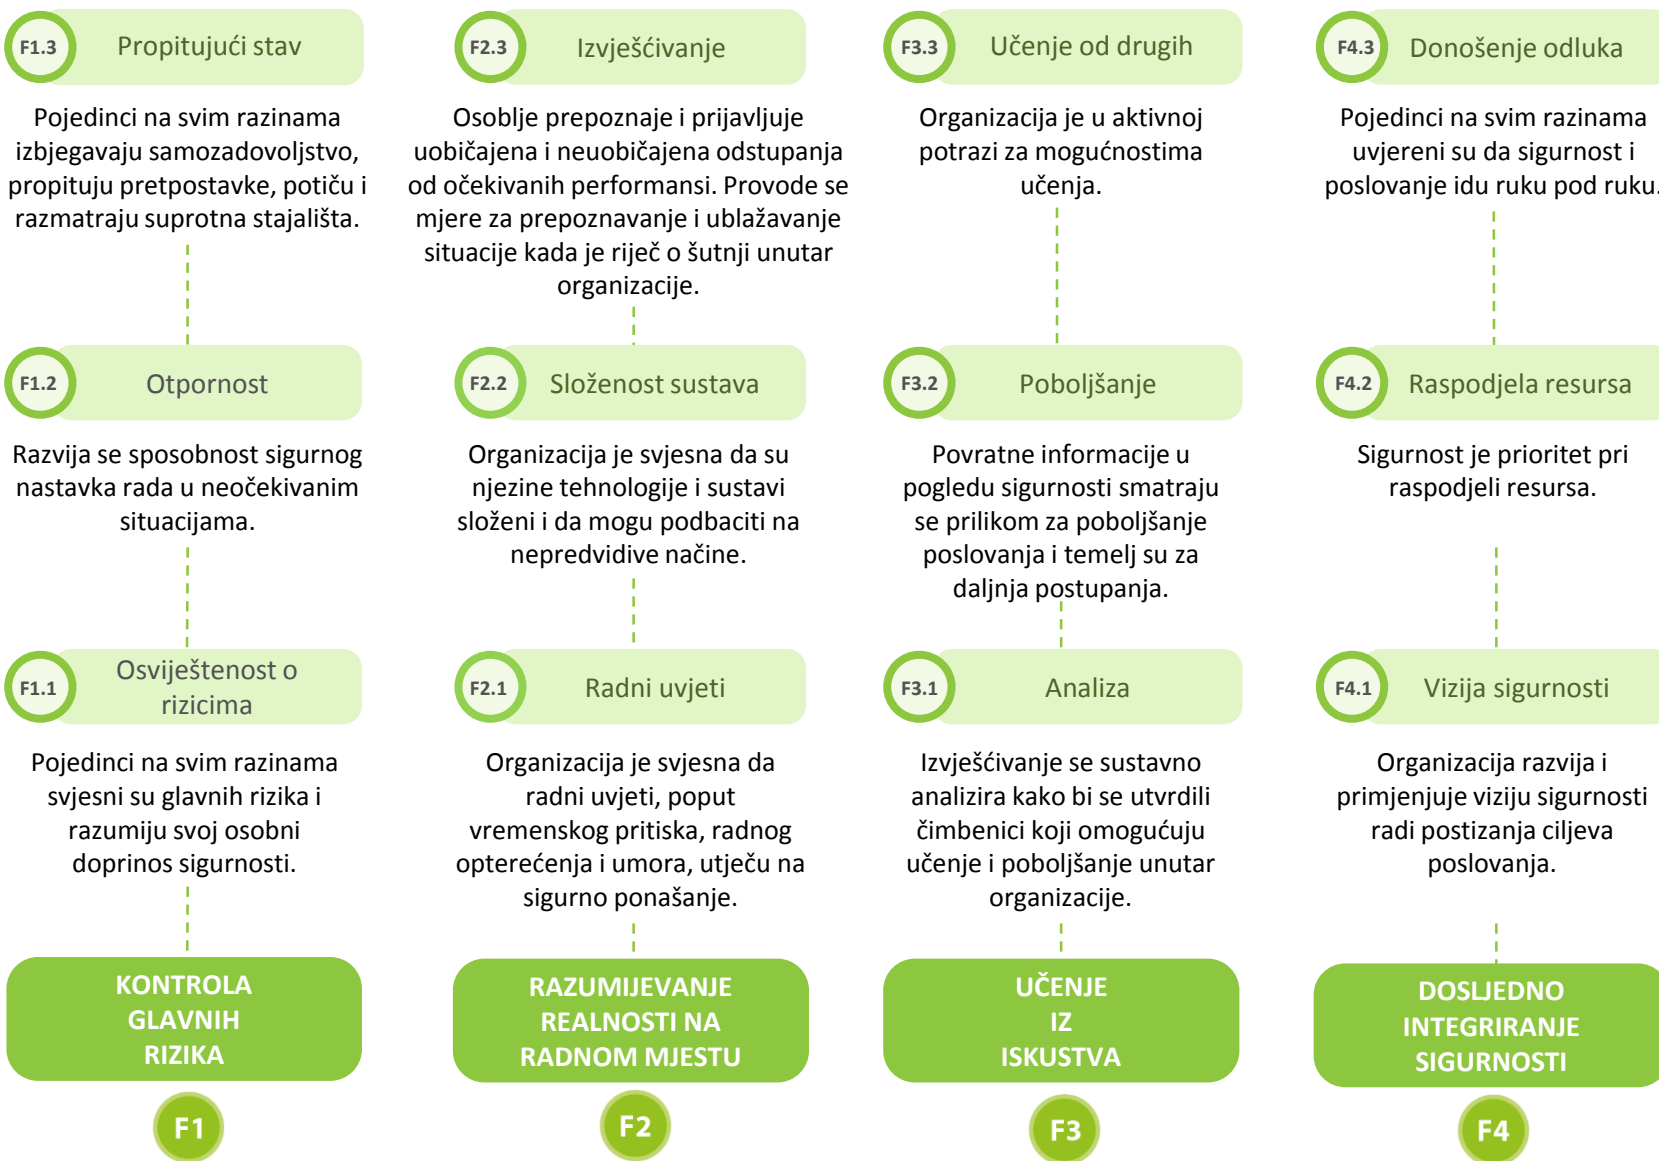 F1.3
Propitujući stav
Pojedinci na svim razinama
izbjegavaju samozadovoljstvo,
propituju pretpostavke, potiču i
razmatraju suprotna stajališta.
F2.3
Izvješćivanje
Osoblje prepoznaje i prijavljuje
uobičajena i neuobičajena odstupanja
od očekivanih performansi. Provode se
mjere za prepoznavanje i ublažavanje
situacije kada je riječ o šutnji unutar
organizacije.
F3.3
Učenje od drugih
Organizacija je u aktivnoj
potrazi za mogućnostima
učenja.
F4.3
Donošenje odluka
Pojedinci na svim razinama
uvjereni su da sigurnost i
poslovanje idu ruku pod ruku.
F1.2
Otpornost
Razvija se sposobnost sigurnog
nastavka rada u neočekivanim
situacijama.
F2.2
Složenost sustava
Organizacija je svjesna da su
njezine tehnologije i sustavi
složeni i da mogu podbaciti na
nepredvidive načine.
F3.2
Poboljšanje
Povratne informacije u
pogledu sigurnosti smatraju
se prilikom za poboljšanje
poslovanja i temelj su za
daljnja postupanja.
F4.2
Raspodjela resursa
Sigurnost je prioritet pri
raspodjeli resursa.
F1.1
Osviještenost o
rizicima
Pojedinci na svim razinama
svjesni su glavnih rizika i
razumiju svoj osobni
doprinos sigurnosti.
F2.1
Radni uvjeti
Organizacija je svjesna da
radni uvjeti, poput
vremenskog pritiska, radnog
opterećenja i umora, utječu na
sigurno ponašanje.
F3.1
Analiza
Izvješćivanje se sustavno
analizira kako bi se utvrdili
čimbenici koji omogućuju
učenje i poboljšanje unutar
organizacije.
F4.1
Vizija sigurnosti
Organizacija razvija i
primjenjuje viziju sigurnosti
radi postizanja ciljeva
poslovanja.
KONTROLA
GLAVNIH
RIZIKA
F1
RAZUMIJEVANJE
REALNOSTI NA
RADNOM MJESTU
F2
UČENJE
IZ
ISKUSTVA
F3
DOSLJEDNO
INTEGRIRANJE
SIGURNOSTI
F4